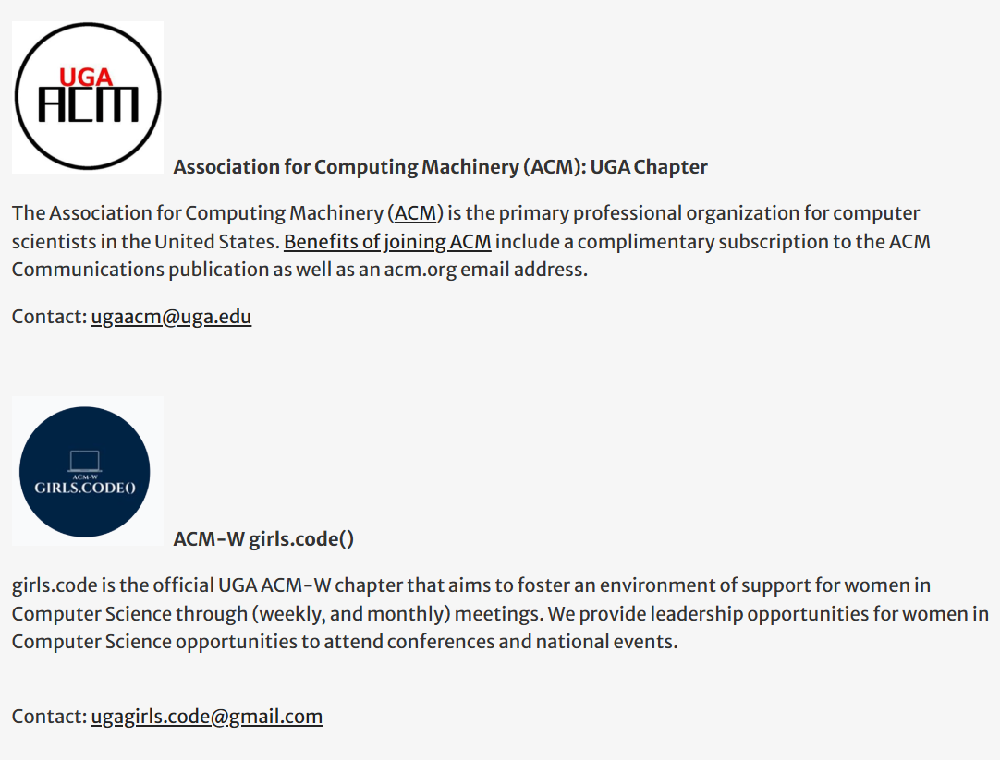 UGA
ACM
Association for Computing Machinery (ACM): UGA Chapter
The Association for Computing Machinery (ACM) is the primary professional organization for computer
scientists in the United States. Benefits of joining ACM include a complimentary subscription to the ACM
Communications publication as well as an acm.org email address.
Contact: ugaacm@uga.edu
ACM-W
GIRLS.CODE()
ACM-W girls.code()
girls.code is the official UGA ACM-W chapter that aims to foster an environment of support for women in
Computer Science through (weekly, and monthly) meetings. We provide leadership opportunities for women in
Computer Science opportunities to attend conferences and national events.
Contact: ugagirls.code@gmail.com